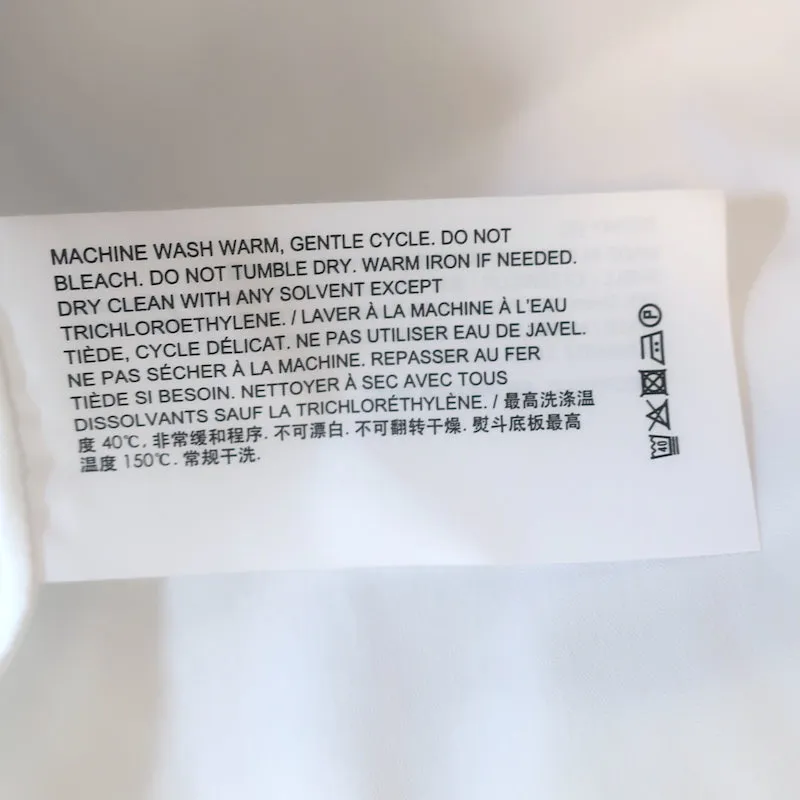 MACHINE WASH WARM, GENTLE CYCLE. DO NOT
BLEACH. DO NOT TUMBLE DRY. WARM IRON IF NEEDED.
DRY CLEAN WITH ANY SOLVENT EXCEPT
TRICHLOROETHYLENE. / LAVER À LA MACHINE À L'EAU
TIÈDE, CYCLE DÉLICAT. NE PAS UTILISER EAU DE JAVEL.
NE PAS SÉCHER À LA MACHINE. REPASSER AU FER
TIÈDE SI BESOIN. NETTOYER À SEC AVEC TOUS
DISSOLVANTS SAUF LA TRICHLORÉTHYLÈNE. / 最高洗涤温
度 40℃. 非常缓和程序. 不可漂白. 不可翻转干燥. 熨斗底板最高
温度 150℃. 常规干洗.
P
40